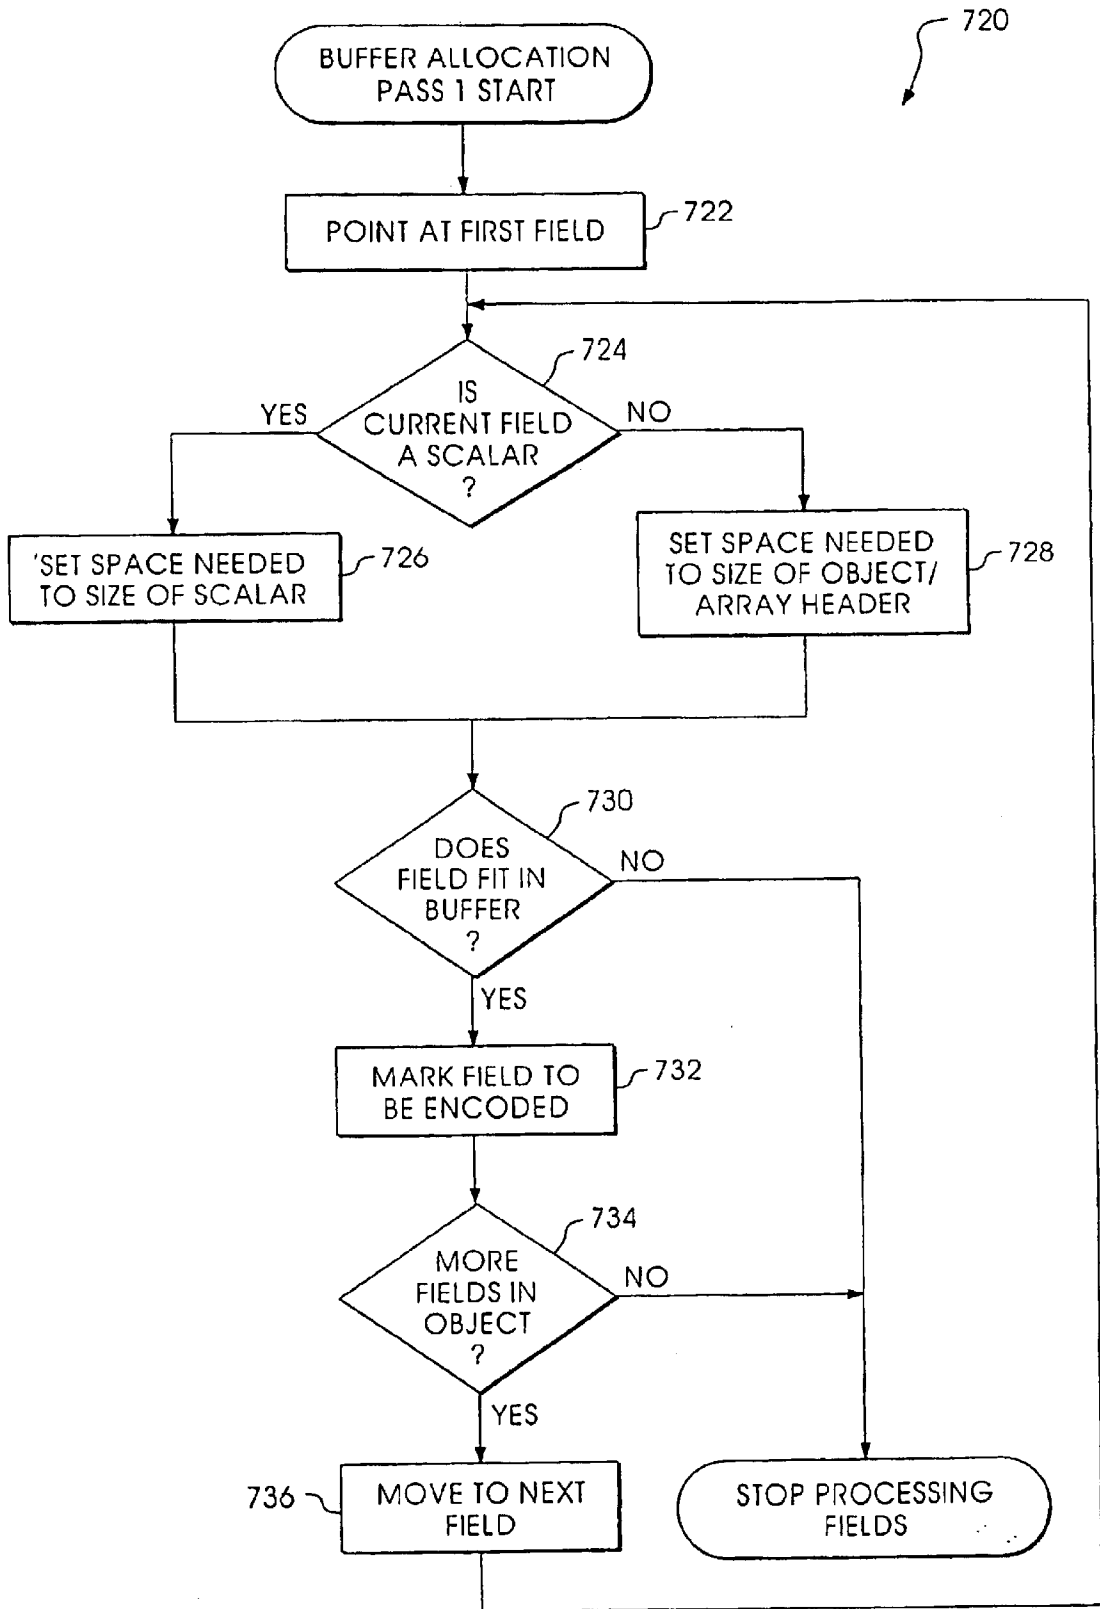 720
BUFFER ALLOCATION
PASS 1 START
POINT AT FIRST FIELD
722
724
IS
CURRENT FIELD
A SCALAR
?
YES
NO
'SET SPACE NEEDED
TO SIZE OF SCALAR
726
SET SPACE NEEDED
TO SIZE OF OBJECT/
ARRAY HEADER
728
730
DOES
FIELD FIT IN
BUFFER
?
NO
YES
MARK FIELD TO
BE ENCODED
732
734
MORE
FIELDS IN
OBJECT
?
NO
YES
736
MOVE TO NEXT
FIELD
STOP PROCESSING
FIELDS